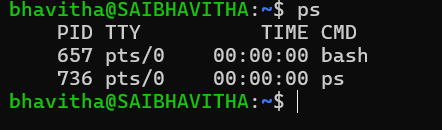 bhavitha@SAIBHAVITHA:~$ ps
    PID TTY          TIME CMD
    657 pts/0    00:00:00 bash
    736 pts/0    00:00:00 ps
bhavitha@SAIBHAVITHA:~$